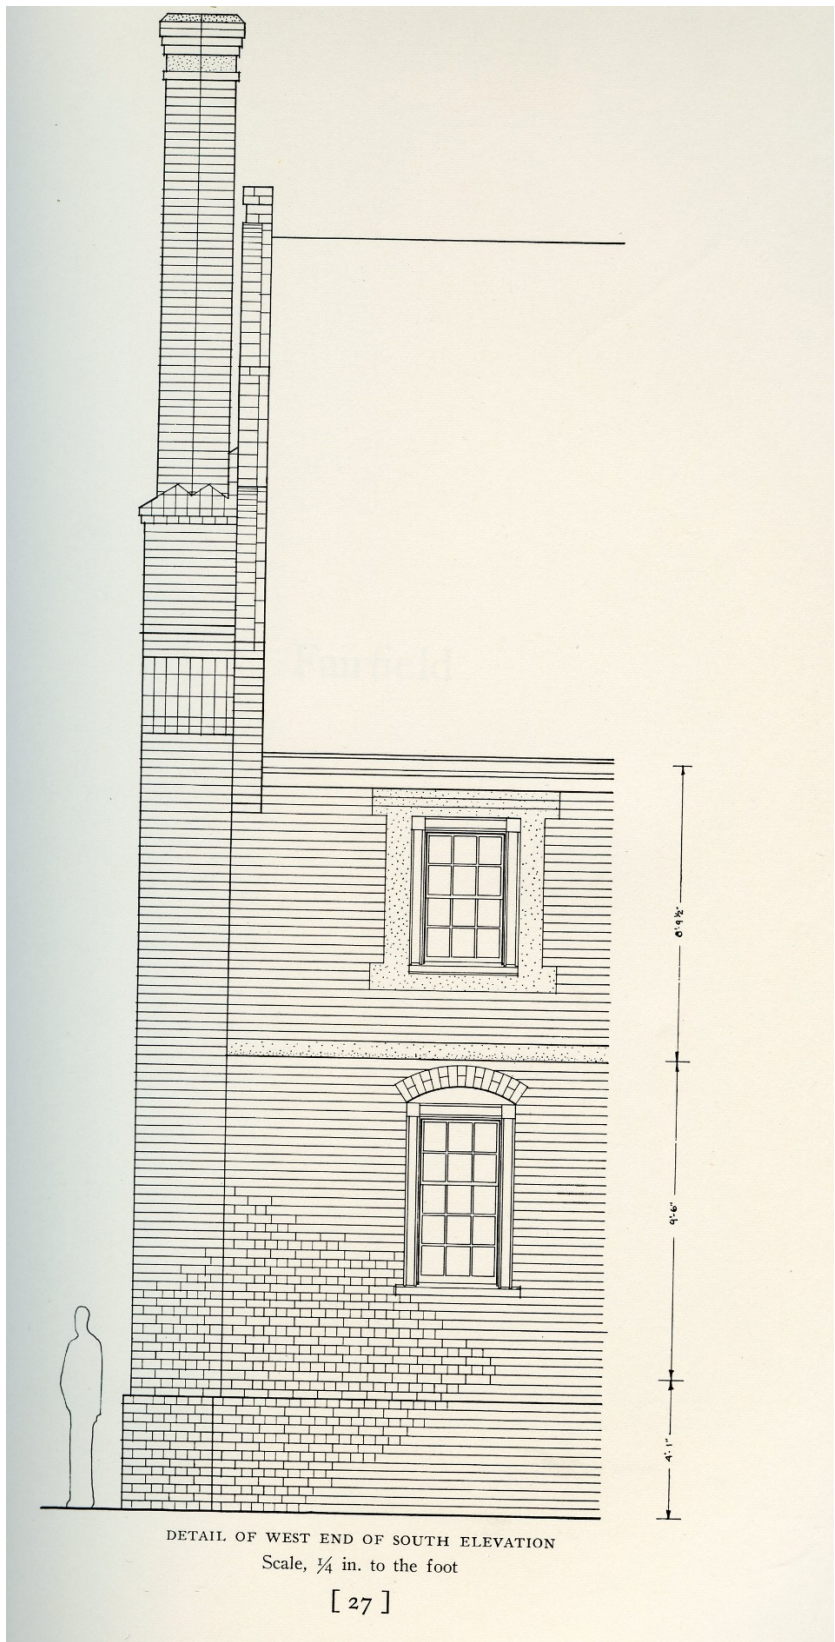 Fairfield
8'-9½"
9'-6"
4'-1"
DETAIL OF WEST END OF SOUTH ELEVATION
Scale, ¼ in. to the foot
[ 27 ]